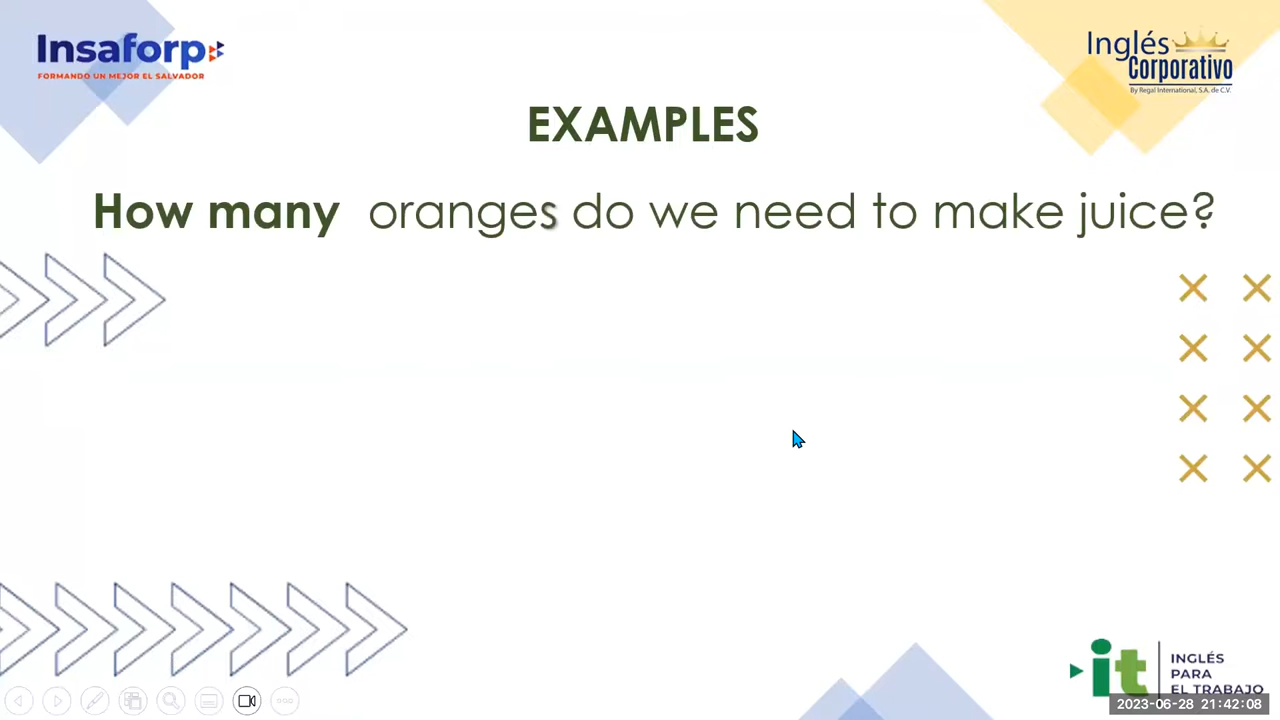 Insaforp
FORMANDO UN MEJOR EL SALVADOR
Inglés
Corporativo
By Regal International, S.A. de C.V.
EXAMPLES
How many oranges do we need to make juice?
it
INGLÉS
PARA
EL TRABAJO
2023-06-28 21:42:08